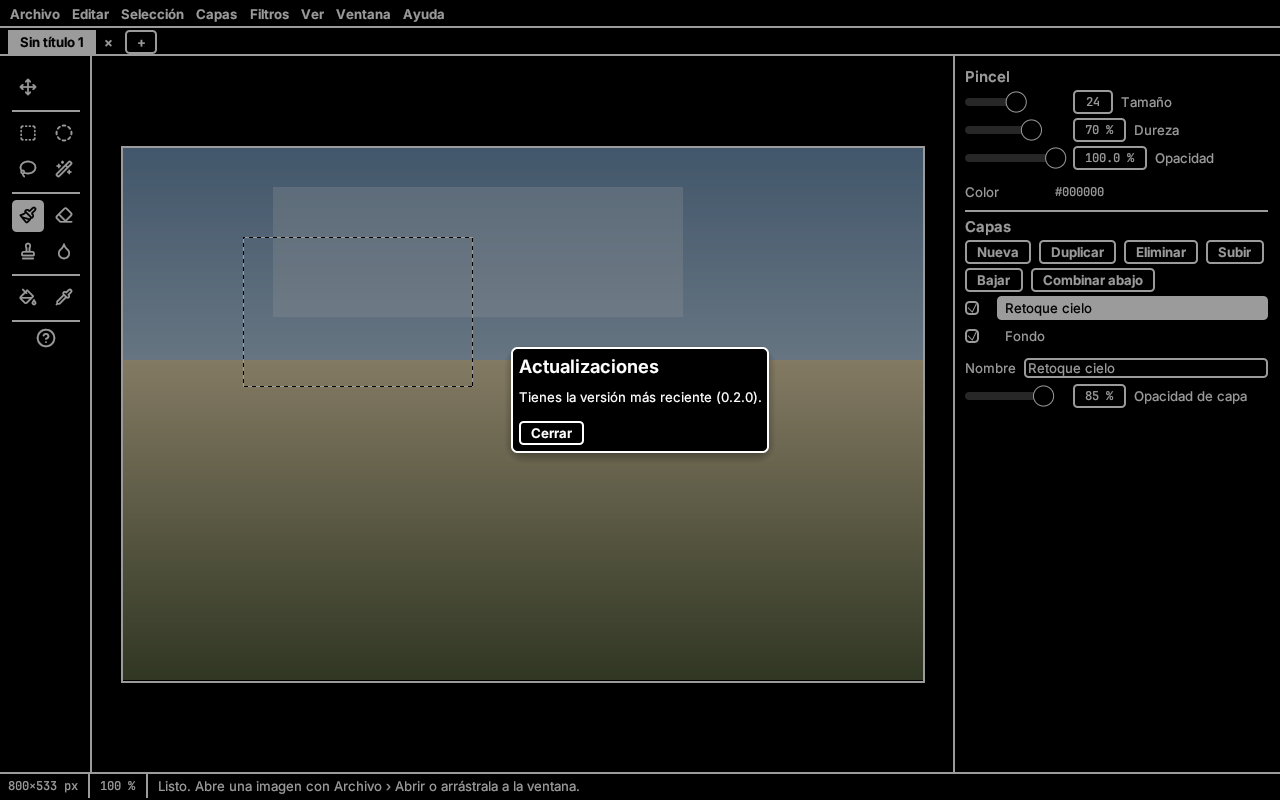 Archivo Editar Selección Capas Filtros Ver Ventana Ayuda
Sin título 1 × +
Pincel
24 Tamaño
70 % Dureza
100.0 % Opacidad
Color #000000
Capas
Nueva Duplicar Eliminar Subir
Bajar Combinar abajo
Retoque cielo
Fondo
Nombre Retoque cielo
85 % Opacidad de capa
Actualizaciones
Tienes la versión más reciente (0.2.0).
Cerrar
800×533 px 100 % Listo. Abre una imagen con Archivo › Abrir o arrástrala a la ventana.